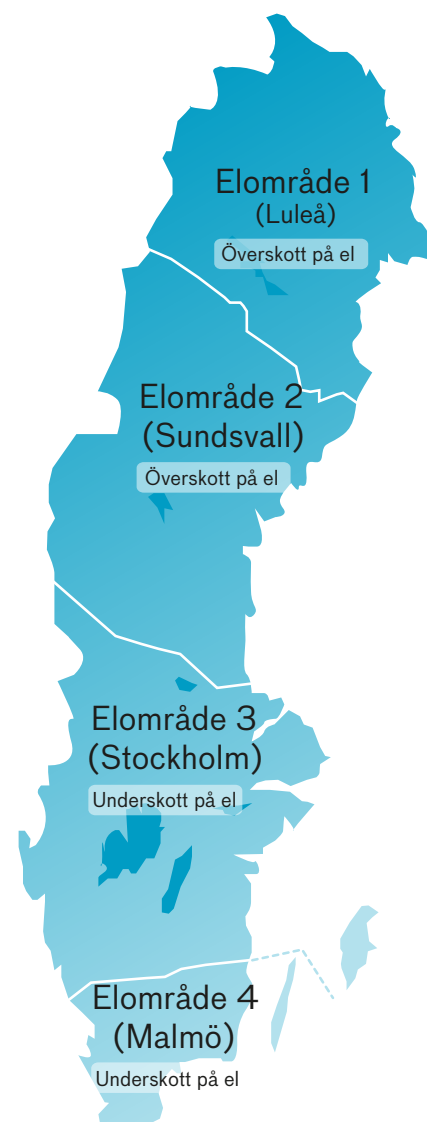 Elområde 1
(Luleå)
Överskott på el
Elområde 2
(Sundsvall)
Överskott på el
Elområde 3
(Stockholm)
Underskott på el
Elområde 4
(Malmö)
Underskott på el